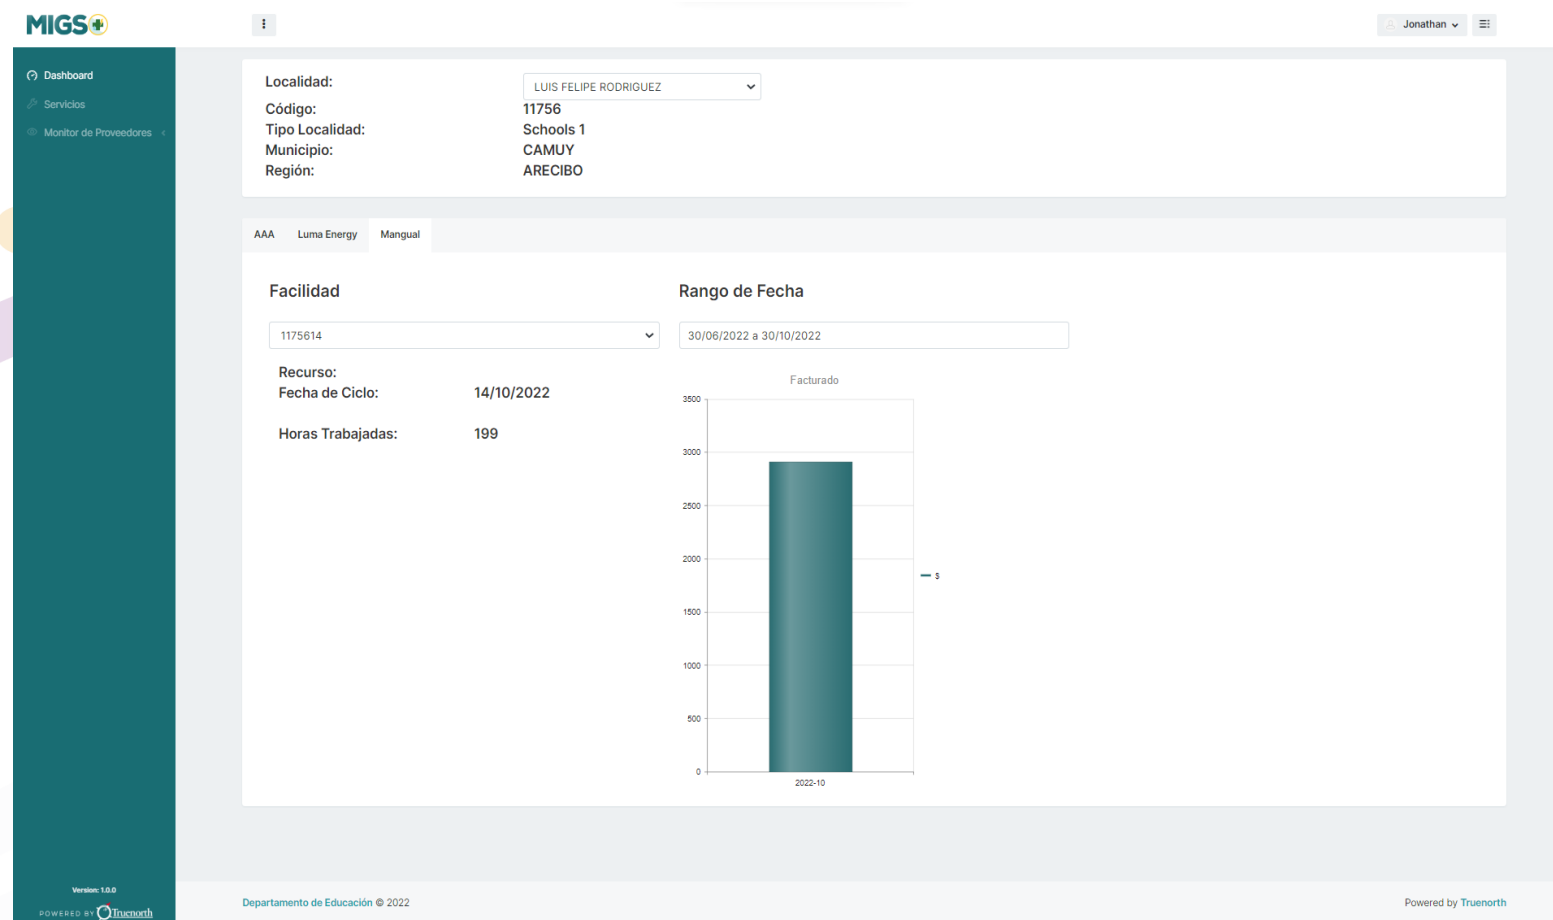 MIGS
Jonathan
Dashboard
Servicios
Monitor de Proveedores
Localidad: LUIS FELIPE RODRIGUEZ
Código: 11756
Tipo Localidad: Schools 1
Municipio: CAMUY
Región: ARECIBO
AAA Luma Energy Mangual
Facilidad Rango de Fecha
1175614 30/06/2022 a 30/10/2022
Recurso:
Fecha de Ciclo: 14/10/2022
Horas Trabajadas: 199
Facturado
3500
3000
2500
2000
1500
1000
500
0
2022-10
$
Version: 1.0.0
POWERED BY Truenorth
Departamento de Educación © 2022
Powered by Truenorth